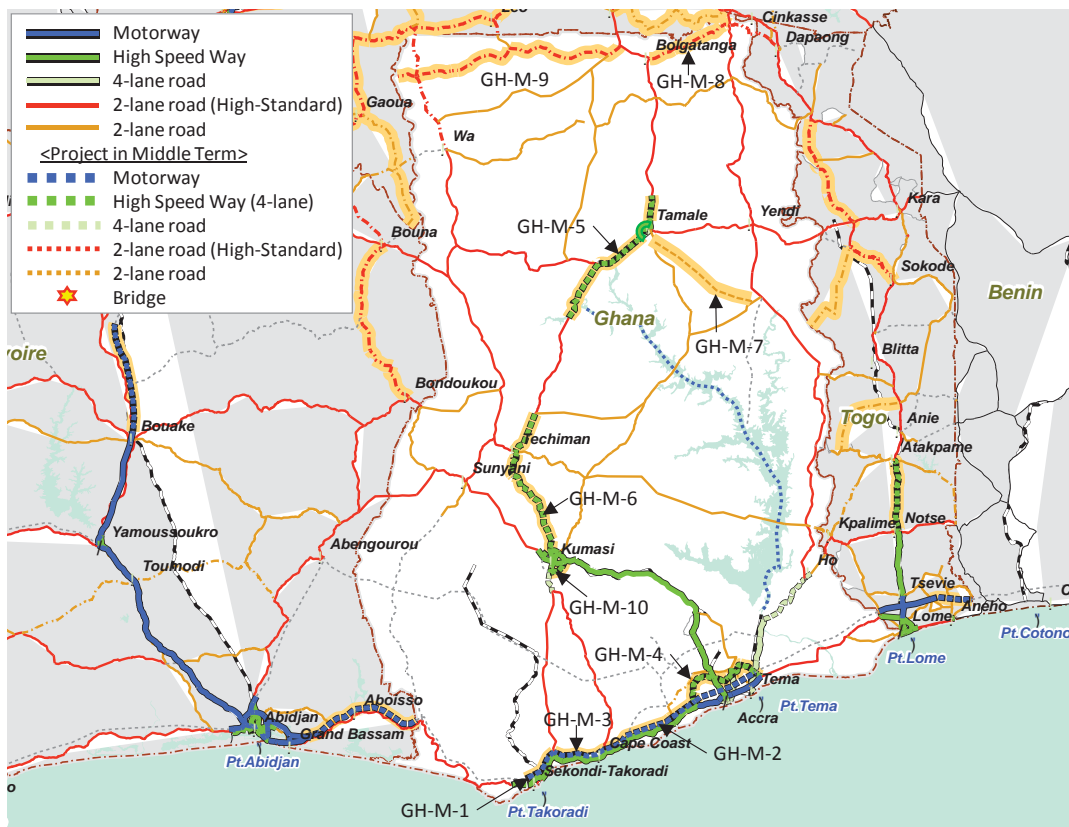 Motorway
High Speed Way
4-lane road
2-lane road (High-Standard)
2-lane road
<Project in Middle Term>
Motorway
High Speed Way (4-lane)
4-lane road
2-lane road (High-Standard)
2-lane road
Bridge
Cinkasse
Dapaong
Bolgatanga
GH-M-9
GH-M-8
Gaoua
Wa
Kara
Tamale
Yendi
GH-M-5
Bouna
Sokode
Benin
Ghana
GH-M-7
voire
Blitta
Bondoukou
Togo
Anie
Bouake
Techiman
Atakpame
Sunyani
GH-M-6
Notse
Kpalime
Yamoussoukro
Abengourou
Kumasi
Toumodi
Ho
Tsevie
GH-M-10
Aneho
Lome
Pt.Cotono
GH-M-4
Pt.Lome
Tema
Aboisso
Pt.Tema
Abidjan
GH-M-3
Accra
Grand Bassam
Cape Coast
GH-M-2
Pt.Abidjan
Sekondi-Takoradi
GH-M-1
Pt.Takoradi